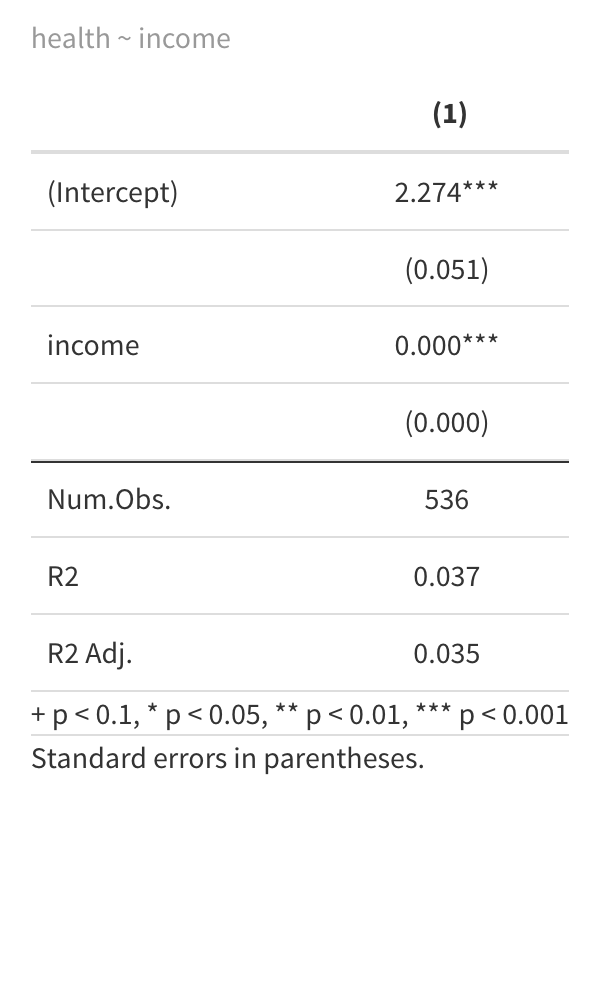 health ~ income
(1)
(Intercept) 2.274***
(0.051)
income 0.000***
(0.000)
Num.Obs. 536
R2 0.037
R2 Adj. 0.035
+ p < 0.1, * p < 0.05, ** p < 0.01, *** p < 0.001
Standard errors in parentheses.